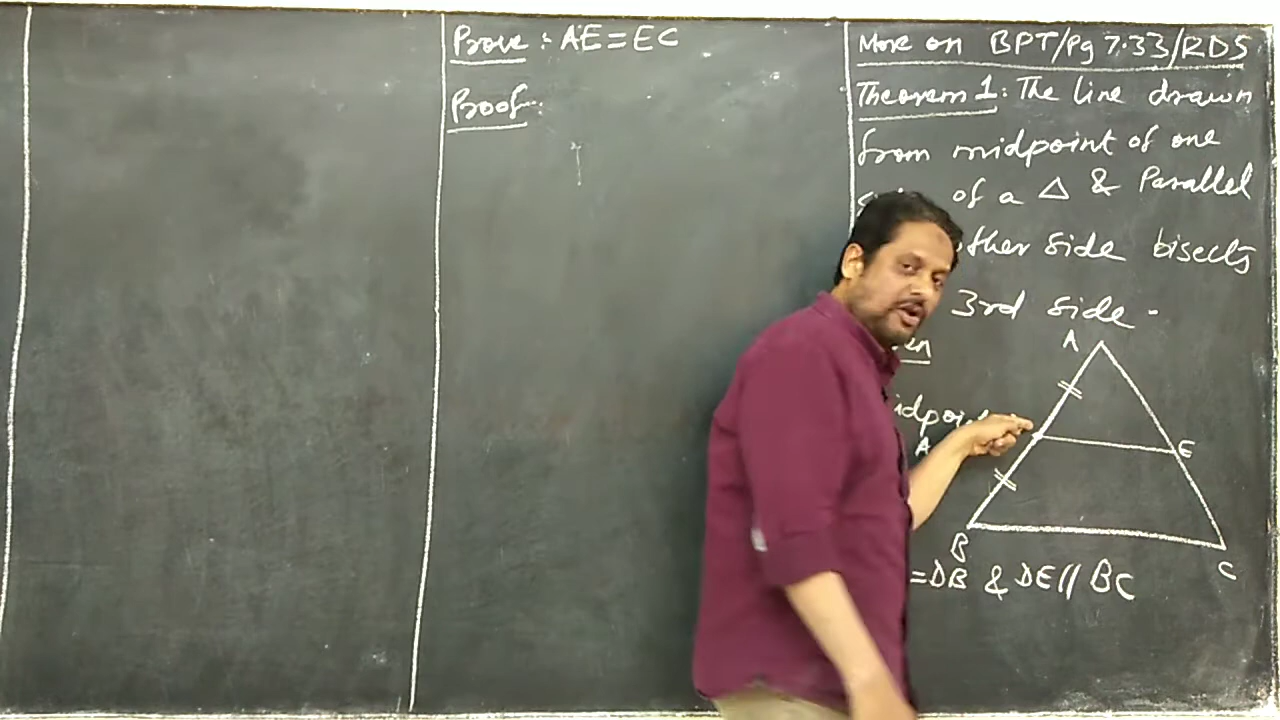 Prove :- AE = EC
Proof :-
More on BPT/Pg 7.33/RDS
Theorem 1: The line drawn
from midpoint of one
of a △ & Parallel
other side bisects
3rd side.
A
E
B
C
=DB & DE // BC